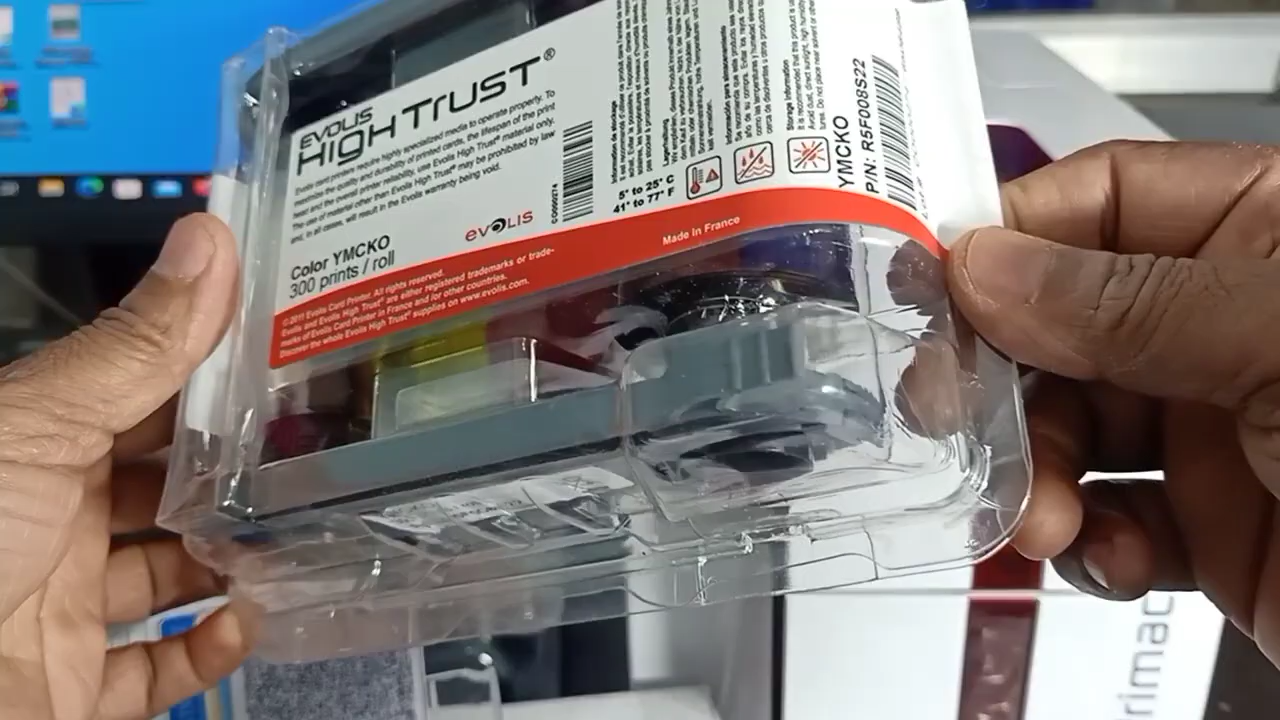 EVOLIS
HIGH TRUST®
Evolis card printers require highly specialized media to operate properly. To
maximize the quality and durability of printed cards, the lifespan of the print
head and the overall printer reliability, use Evolis High Trust® material only.
The use of material other than Evolis High Trust® may be prohibited by law
and, in all cases, will result in the Evolis warranty being void.
evOLIS
Color YMCKO
300 prints / roll
© 2011 Evolis Card Printer. All rights reserved.
Evolis and Evolis High Trust® are either registered trademarks or trade-
marks of Evolis Card Printer in France and /or other countries.
Discover the whole Evolis High Trust® supplies on www.evolis.com.
Made In France
5° to 25° C
41° to 77° F
Storage information
YMCKO
P/N: R5F008S22
rimac